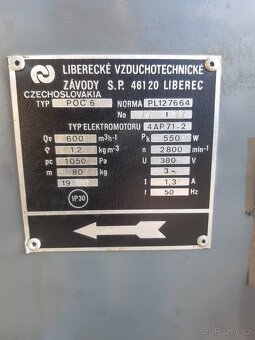 LIBERECKÉ VZDUCHOTECHNICKÉ
ZÁVODY S.P. 46120 LIBEREC
CZECHOSLOVAKIA
TYP POC 6 NORMA PL127664
No
TYP ELEKTROMOTORU 4AP71-2
Qv 600 m³h⁻¹ Pk 550 W
ρ 1.2 kgm⁻³ n 2800 min⁻¹
pc 1050 Pa U 380 V
m 80 kg 3~
19 I 1,3 A
IP30 f 50 Hz